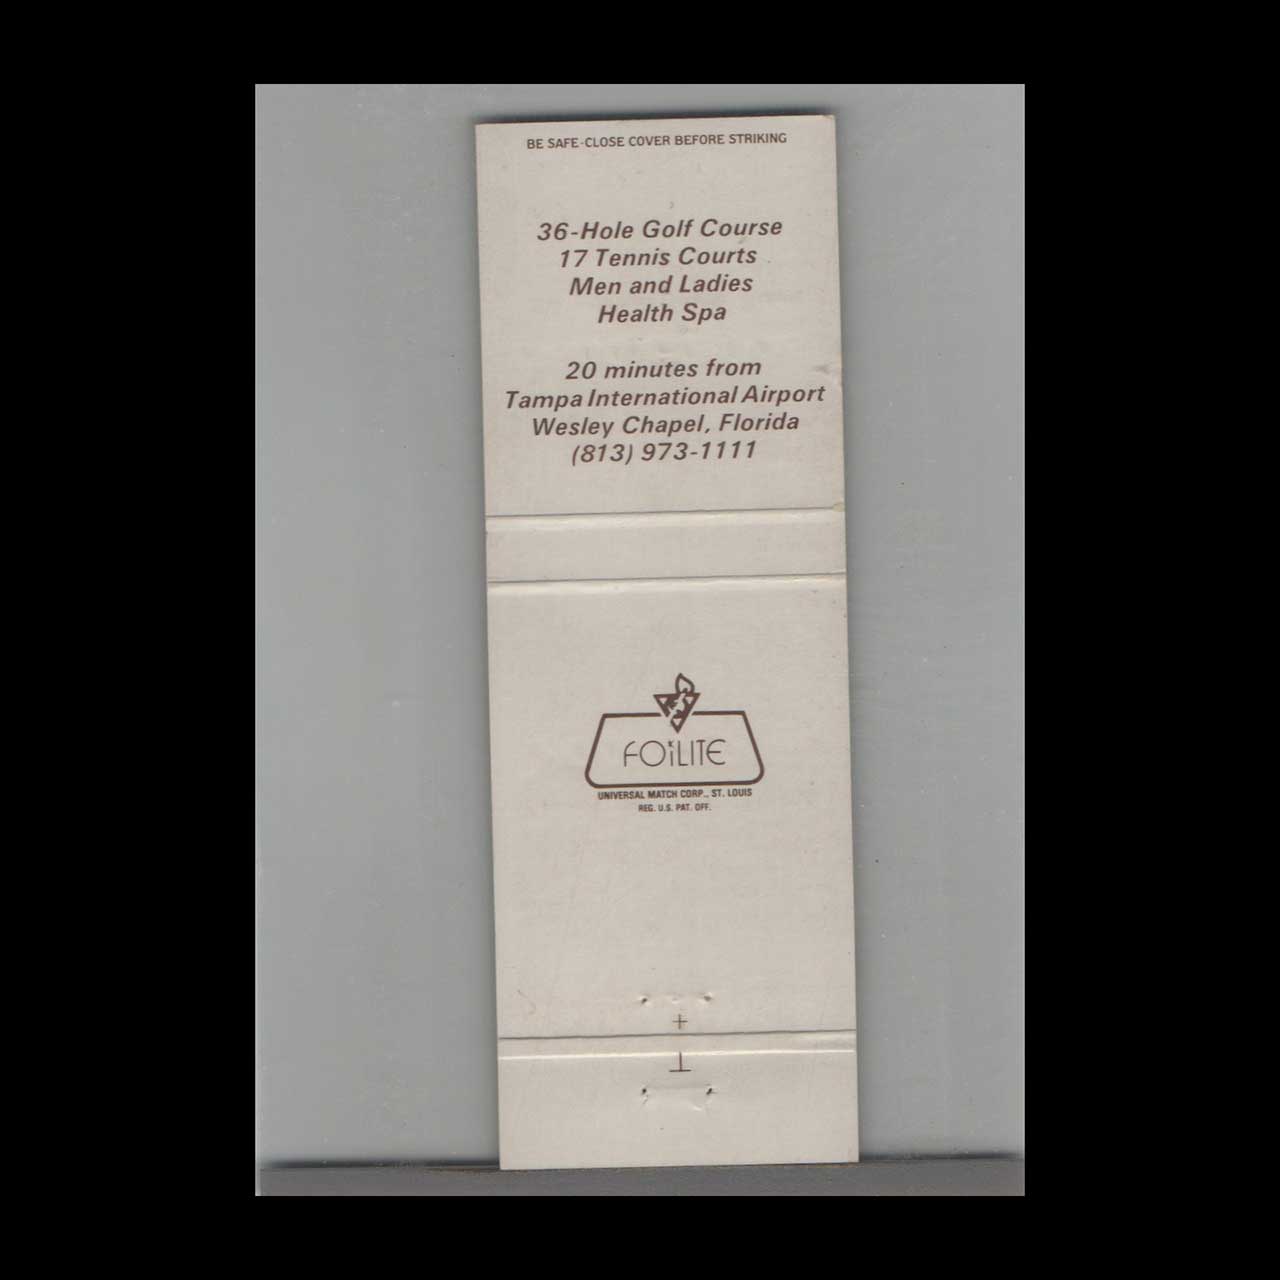 BE SAFE-CLOSE COVER BEFORE STRIKING
36-Hole Golf Course
17 Tennis Courts
Men and Ladies
Health Spa
20 minutes from
Tampa International Airport
Wesley Chapel, Florida
(813) 973-1111
FOiLITE
UNIVERSAL MATCH CORP., ST. LOUIS
REG. U.S. PAT. OFF.